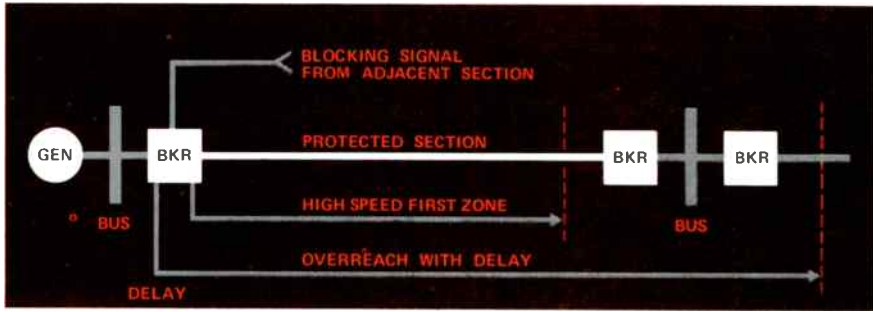 BLOCKING SIGNAL
FROM ADJACENT SECTION
PROTECTED SECTION
GEN
BKR
BKR
BKR
HIGH SPEED FIRST ZONE
BUS
BUS
OVERREACH WITH DELAY
DELAY